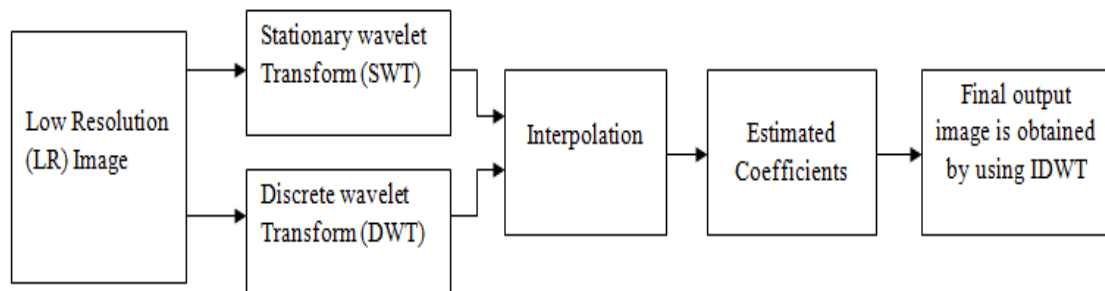 Low Resolution
(LR) Image
Stationary wavelet
Transform (SWT)
Discrete wavelet
Transform (DWT)
Interpolation
Estimated
Coefficients
Final output
image is obtained
by using IDWT